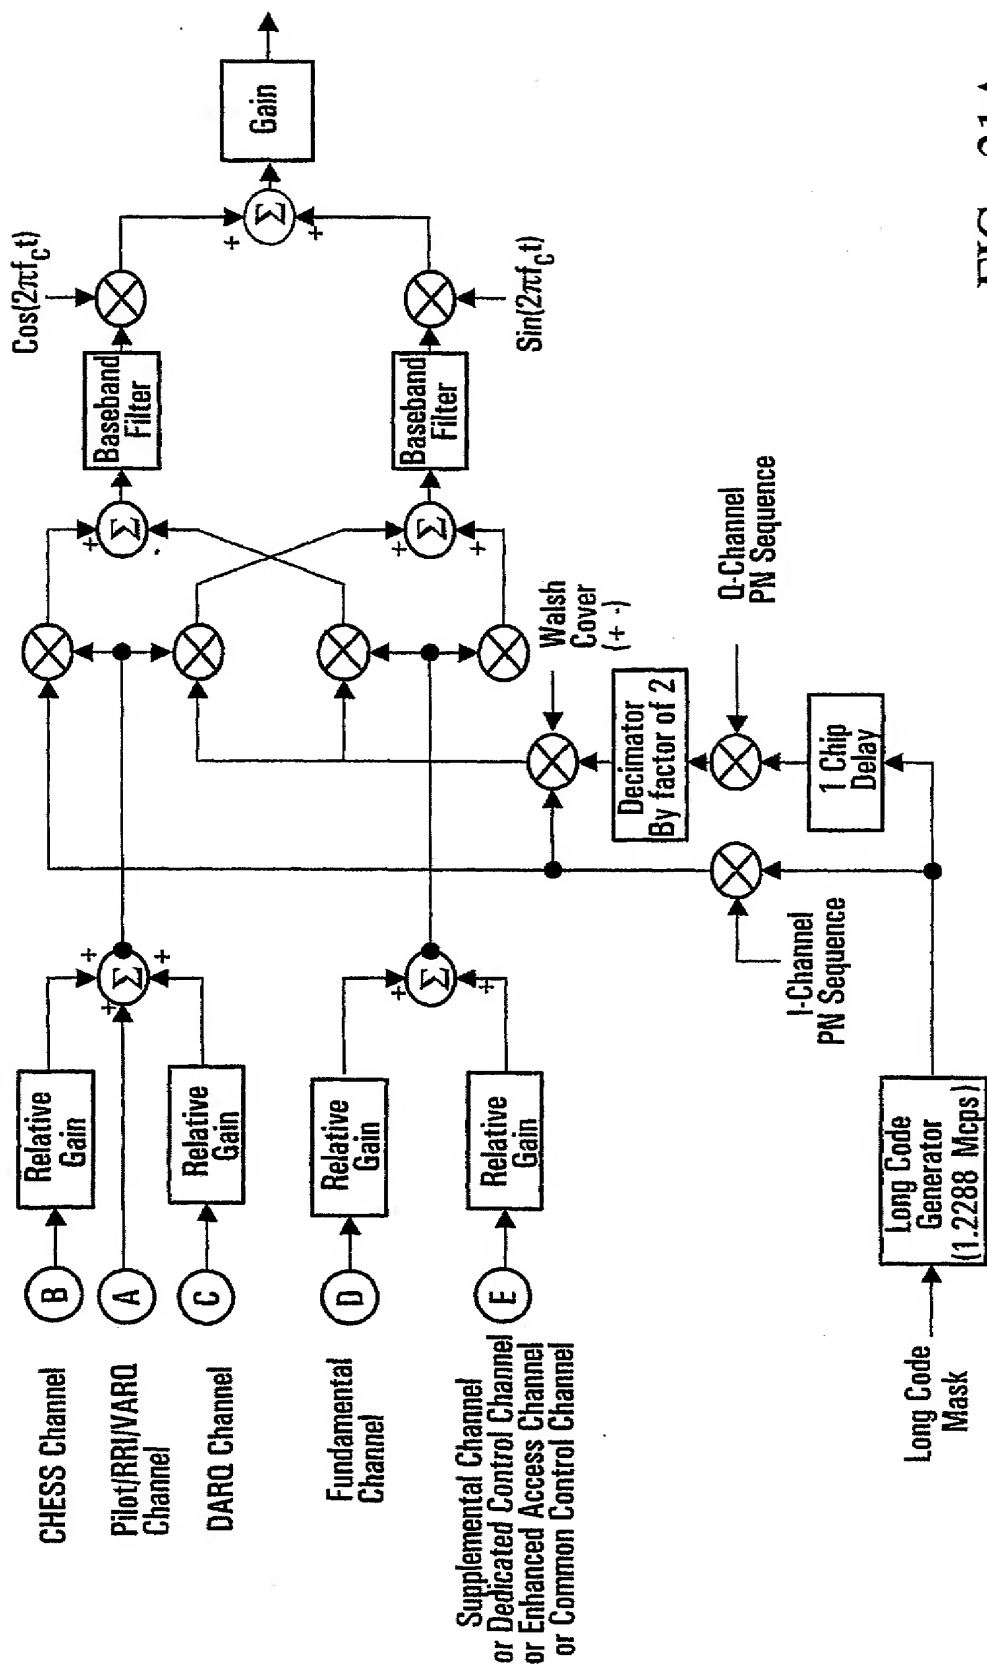 CHESS Channel
Pilot/RRI/VARQ
Channel
DARQ Channel
Fundamental
Channel
Supplemental Channel
or Dedicated Control Channel
or Enhanced Access Channel
or Common Control Channel
B
A
C
D
E
Relative
Gain
Relative
Gain
Relative
Gain
Relative
Gain
+
+
+
Σ
+
+
Σ
Long Code
Mask
Long Code
Generator
(1.2288 Mcps)
I-Channel
PN Sequence
1 Chip
Delay
Q-Channel
PN Sequence
Decimator
By factor of 2
Walsh
Cover
(+ -)
+
Σ
-
+
Σ
+
Baseband
Filter
Baseband
Filter
Cos(2πfct)
Sin(2πfct)
+
Σ
+
Gain